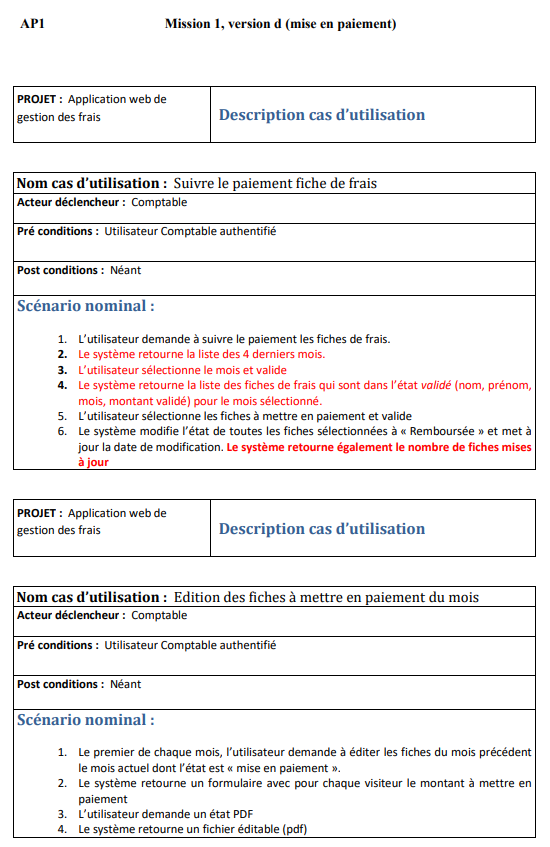 AP1 Mission 1, version d (mise en paiement)
PROJET : Application web de
gestion des frais
Description cas d’utilisation
Nom cas d’utilisation : Suivre le paiement fiche de frais
Acteur déclencheur : Comptable
Pré conditions : Utilisateur Comptable authentifié
Post conditions : Néant
Scénario nominal :
1. L’utilisateur demande à suivre le paiement les fiches de frais.
2. Le système retourne la liste des 4 derniers mois.
3. L’utilisateur sélectionne le mois et valide
4. Le système retourne la liste des fiches de frais qui sont dans l’état validé (nom, prénom,
mois, montant validé) pour le mois sélectionné.
5. L’utilisateur sélectionne les fiches à mettre en paiement et valide
6. Le système modifie l’état de toutes les fiches sélectionnées à « Remboursée » et met à
jour la date de modification. Le système retourne également le nombre de fiches mises
à jour
PROJET : Application web de
gestion des frais
Description cas d’utilisation
Nom cas d’utilisation : Edition des fiches à mettre en paiement du mois
Acteur déclencheur : Comptable
Pré conditions : Utilisateur Comptable authentifié
Post conditions : Néant
Scénario nominal :
1. Le premier de chaque mois, l’utilisateur demande à éditer les fiches du mois précédent
le mois actuel dont l’état est « mise en paiement ».
2. Le système retourne un formulaire avec pour chaque visiteur le montant à mettre en
paiement
3. L’utilisateur demande un état PDF
4. Le système retourne un fichier éditable (pdf)